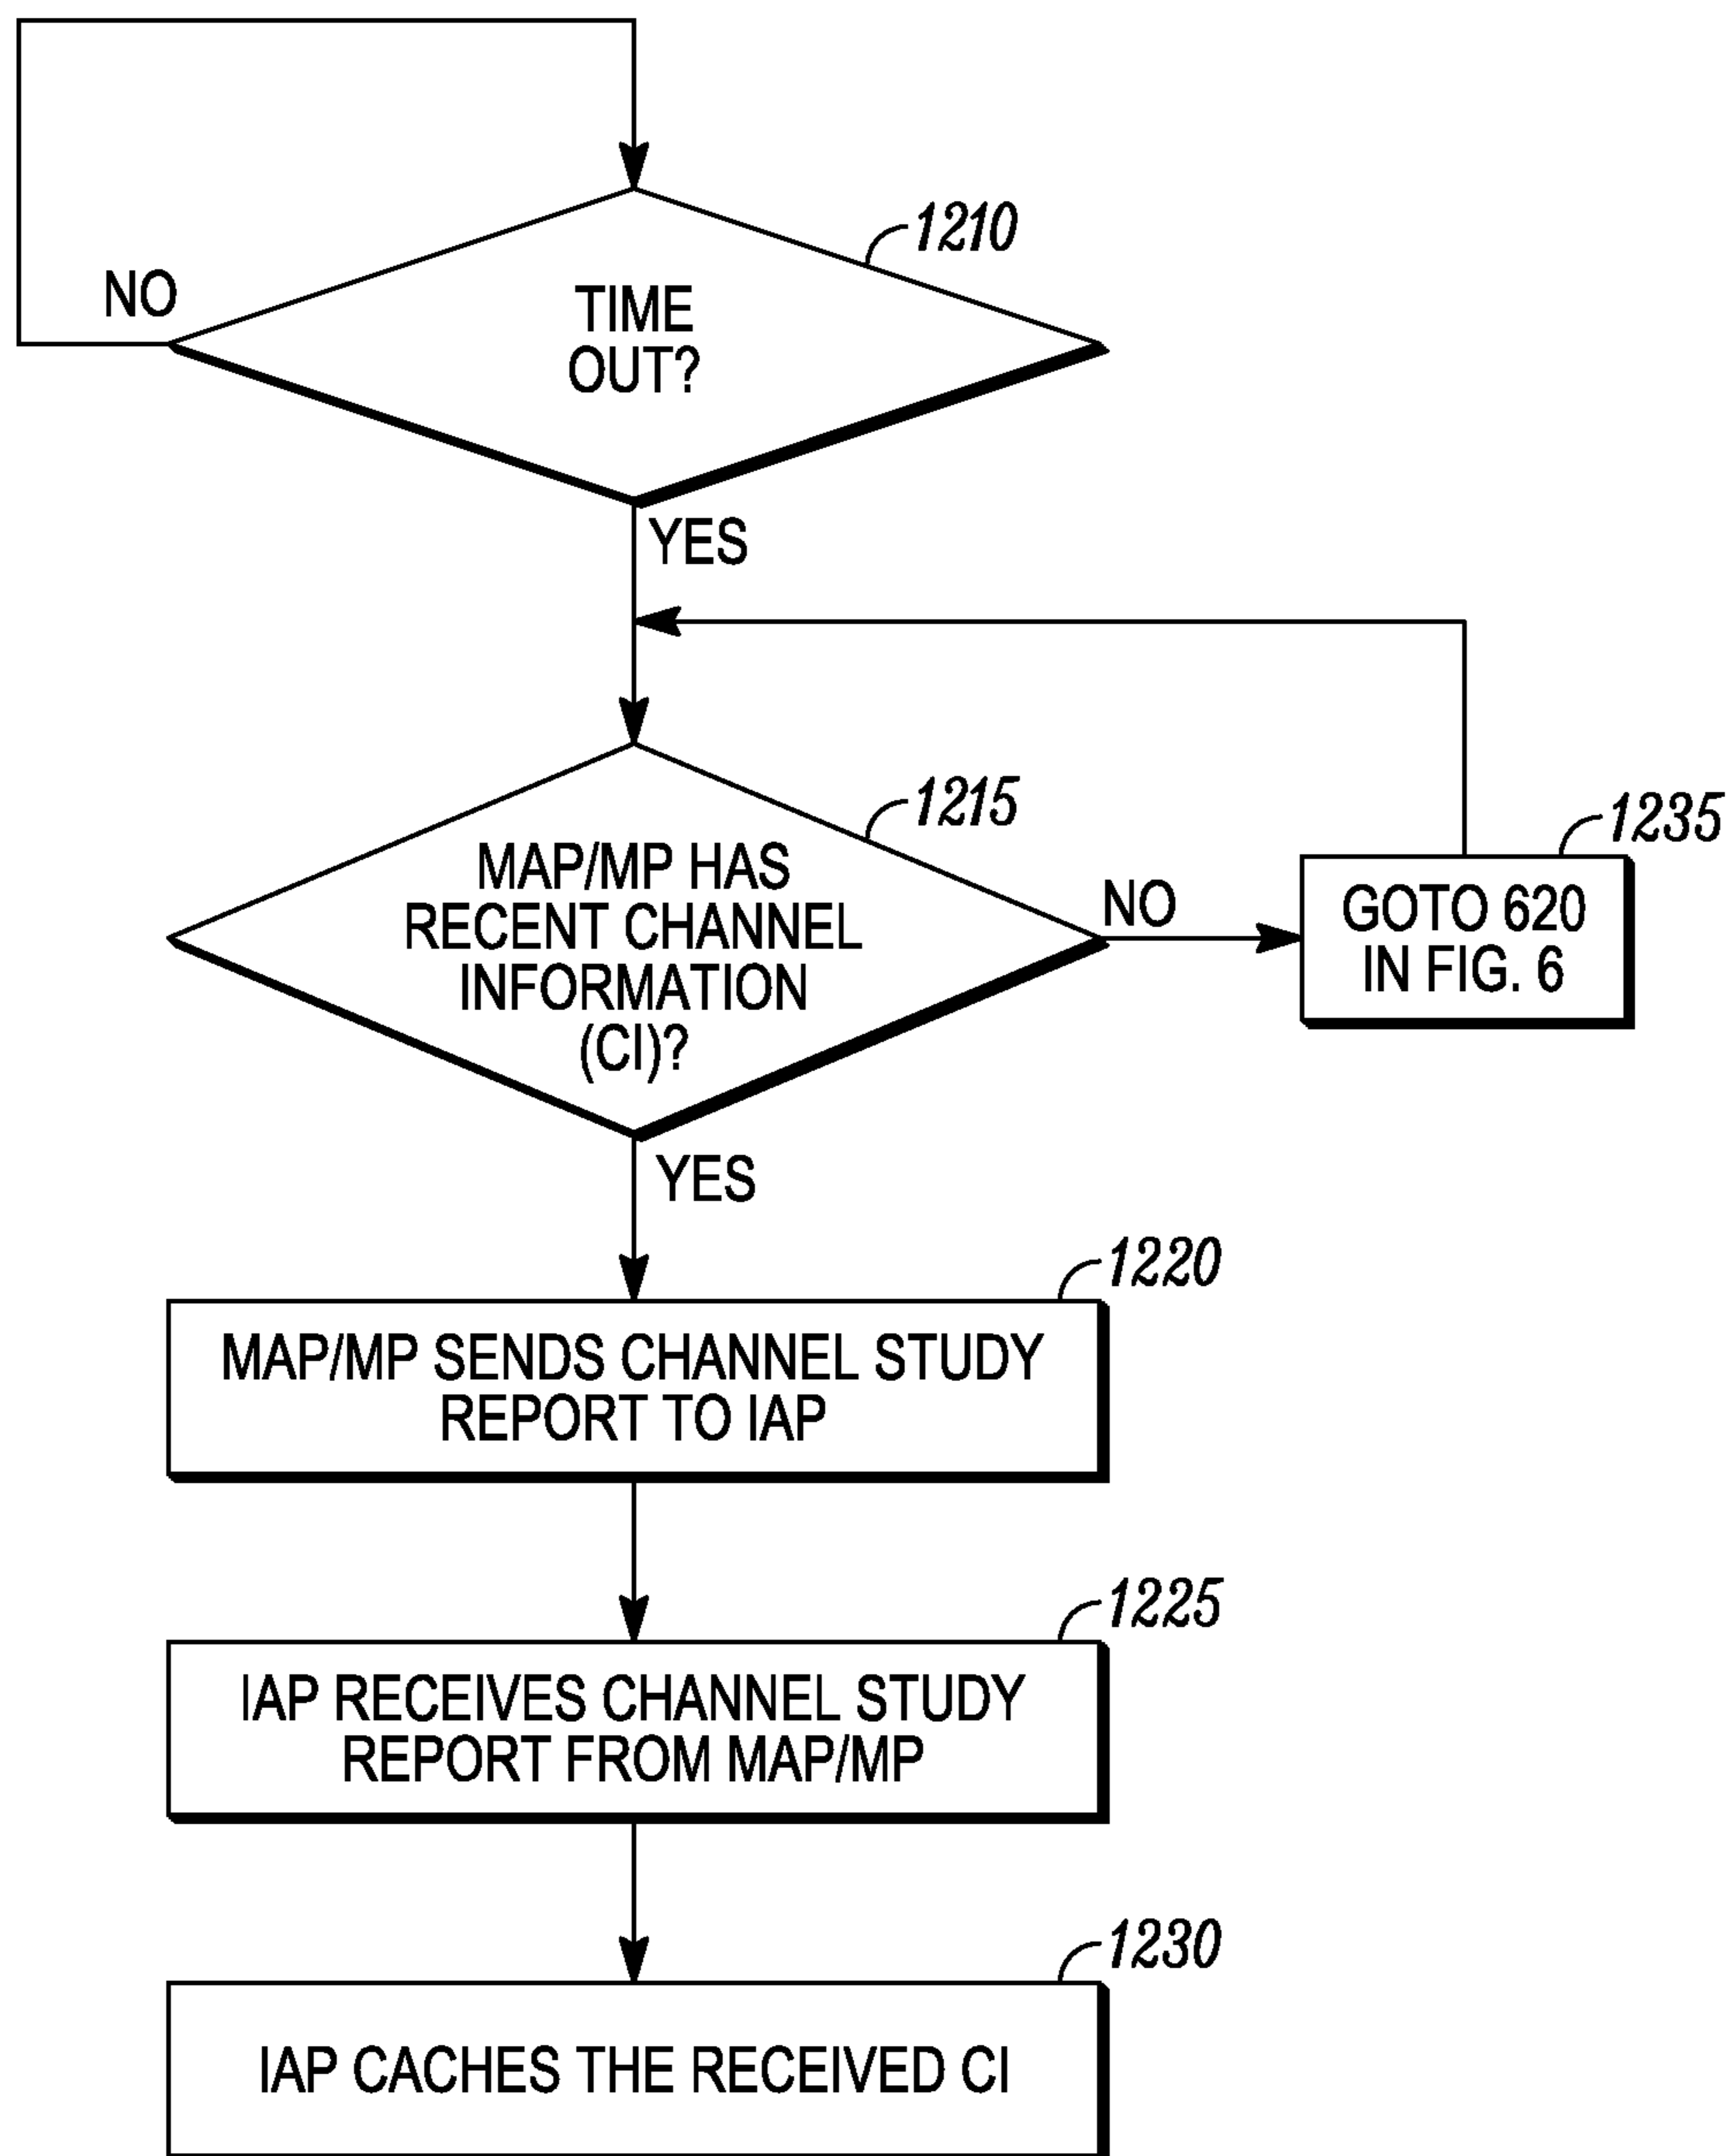 1210
NO
TIME
OUT?
YES
1215
MAP/MP HAS
RECENT CHANNEL
INFORMATION
(CI)?
NO
1235
GOTO 620
IN FIG. 6
YES
1220
MAP/MP SENDS CHANNEL STUDY
REPORT TO IAP
1225
IAP RECEIVES CHANNEL STUDY
REPORT FROM MAP/MP
1230
IAP CACHES THE RECEIVED CI